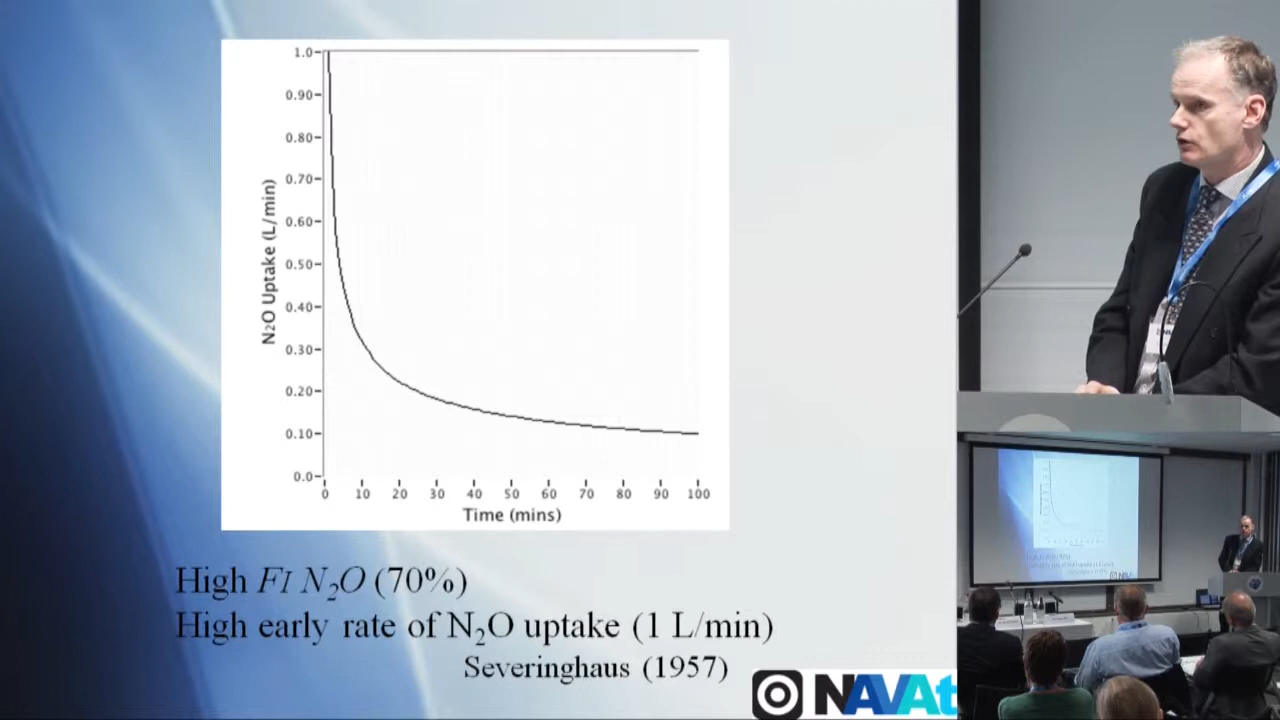 1.0
0.90
0.80
0.70
0.60
0.50
0.40
0.30
0.20
0.10
0.0
N2O Uptake (L/min)
0 10 20 30 40 50 60 70 80 90 100
Time (mins)
High FI N₂O (70%)
High early rate of N₂O uptake (1 L/min)
Severinghaus (1957)
NAVAt